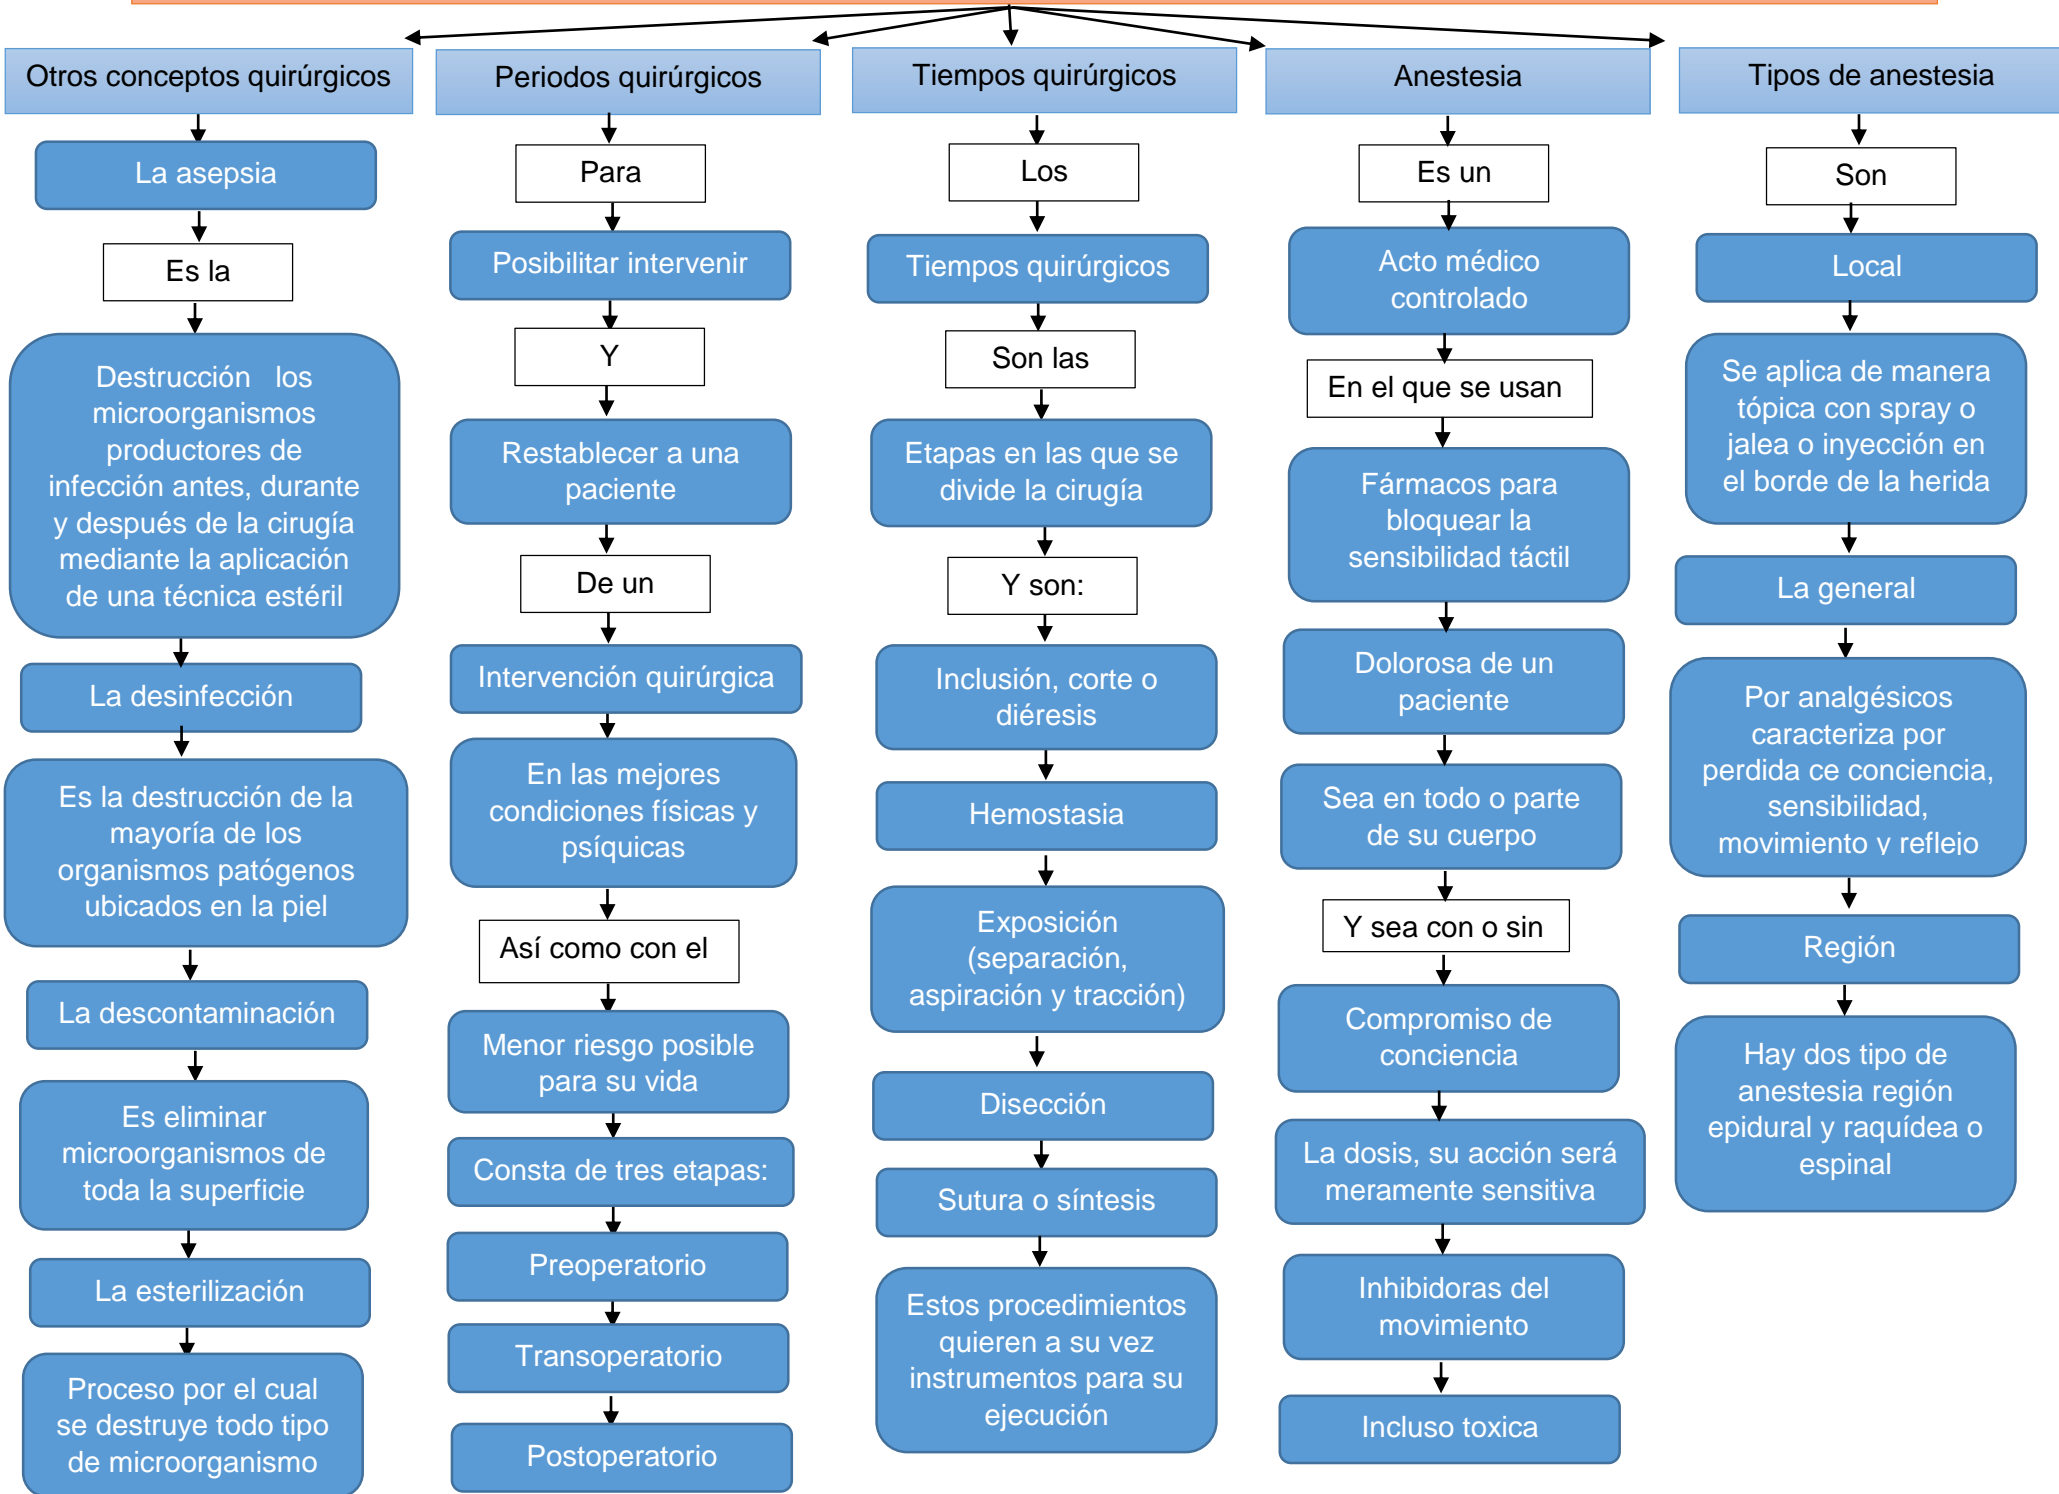 Otros conceptos quirúrgicos
La asepsia
Es la
Destrucción los
microorganismos
productores de
infección antes, durante
y después de la cirugía
mediante la aplicación
de una técnica estéril
La desinfección
Es la destrucción de la
mayoría de los
organismos patógenos
ubicados en la piel
La descontaminación
Es eliminar
microorganismos de
toda la superficie
La esterilización
Proceso por el cual
se destruye todo tipo
de microorganismo
Periodos quirúrgicos
Para
Posibilitar intervenir
Y
Restablecer a una
paciente
De un
Intervención quirúrgica
En las mejores
condiciones físicas y
psíquicas
Así como con el
Menor riesgo posible
para su vida
Consta de tres etapas:
Preoperatorio
Transoperatorio
Postoperatorio
Tiempos quirúrgicos
Los
Tiempos quirúrgicos
Son las
Etapas en las que se
divide la cirugía
Y son:
Inclusión, corte o
diéresis
Hemostasia
Exposición
(separación,
aspiración y tracción)
Disección
Sutura o síntesis
Estos procedimientos
quieren a su vez
instrumentos para su
ejecución
Anestesia
Es un
Acto médico
controlado
En el que se usan
Fármacos para
bloquear la
sensibilidad táctil
Dolorosa de un
paciente
Sea en todo o parte
de su cuerpo
Y sea con o sin
Compromiso de
conciencia
La dosis, su acción será
meramente sensitiva
Inhibidoras del
movimiento
Incluso toxica
Tipos de anestesia
Son
Local
Se aplica de manera
tópica con spray o
jalea o inyección en
el borde de la herida
La general
Por analgésicos
caracteriza por
perdida ce conciencia,
sensibilidad,
movimiento y reflejo
Región
Hay dos tipo de
anestesia región
epidural y raquídea o
espinal